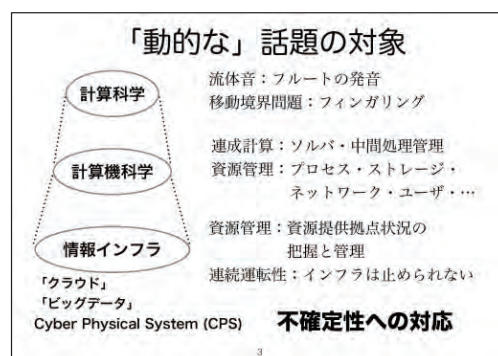 「動的な」話題の対象
計算科学
流体音：フルートの発音
移動境界問題：フィンガリング
計算機科学
連成計算：ソルバ・中間処理管理
資源管理：プロセス・ストレージ・
ネットワーク・ユーザ・…
情報インフラ
資源管理：資源提供拠点状況の
把握と管理
連続運転性：インフラは止められない
「クラウド」
「ビッグデータ」
Cyber Physical System (CPS)
不確定性への対応
3